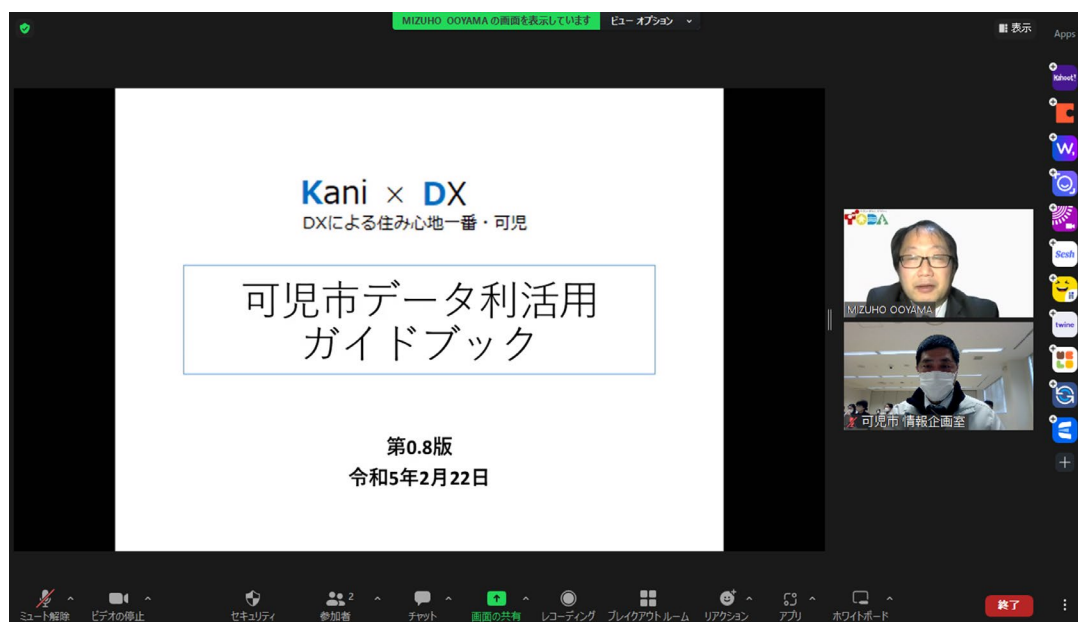 MIZUHO OOYAMA の画面を表示しています
ビュー オプション
表示
Apps
Kahoot!
W
Sesh
twine
Kani × DX
DXによる住み心地一番・可児
可児市データ利活用
ガイドブック
第0.8版
令和5年2月22日
YODA
MIZUHO OOYAMA
可児市 情報企画室
ミュート解除
ビデオの停止
セキュリティ
参加者
2
チャット
画面の共有
レコーディング
ブレイクアウト ルーム
リアクション
アプリ
ホワイトボード
終了